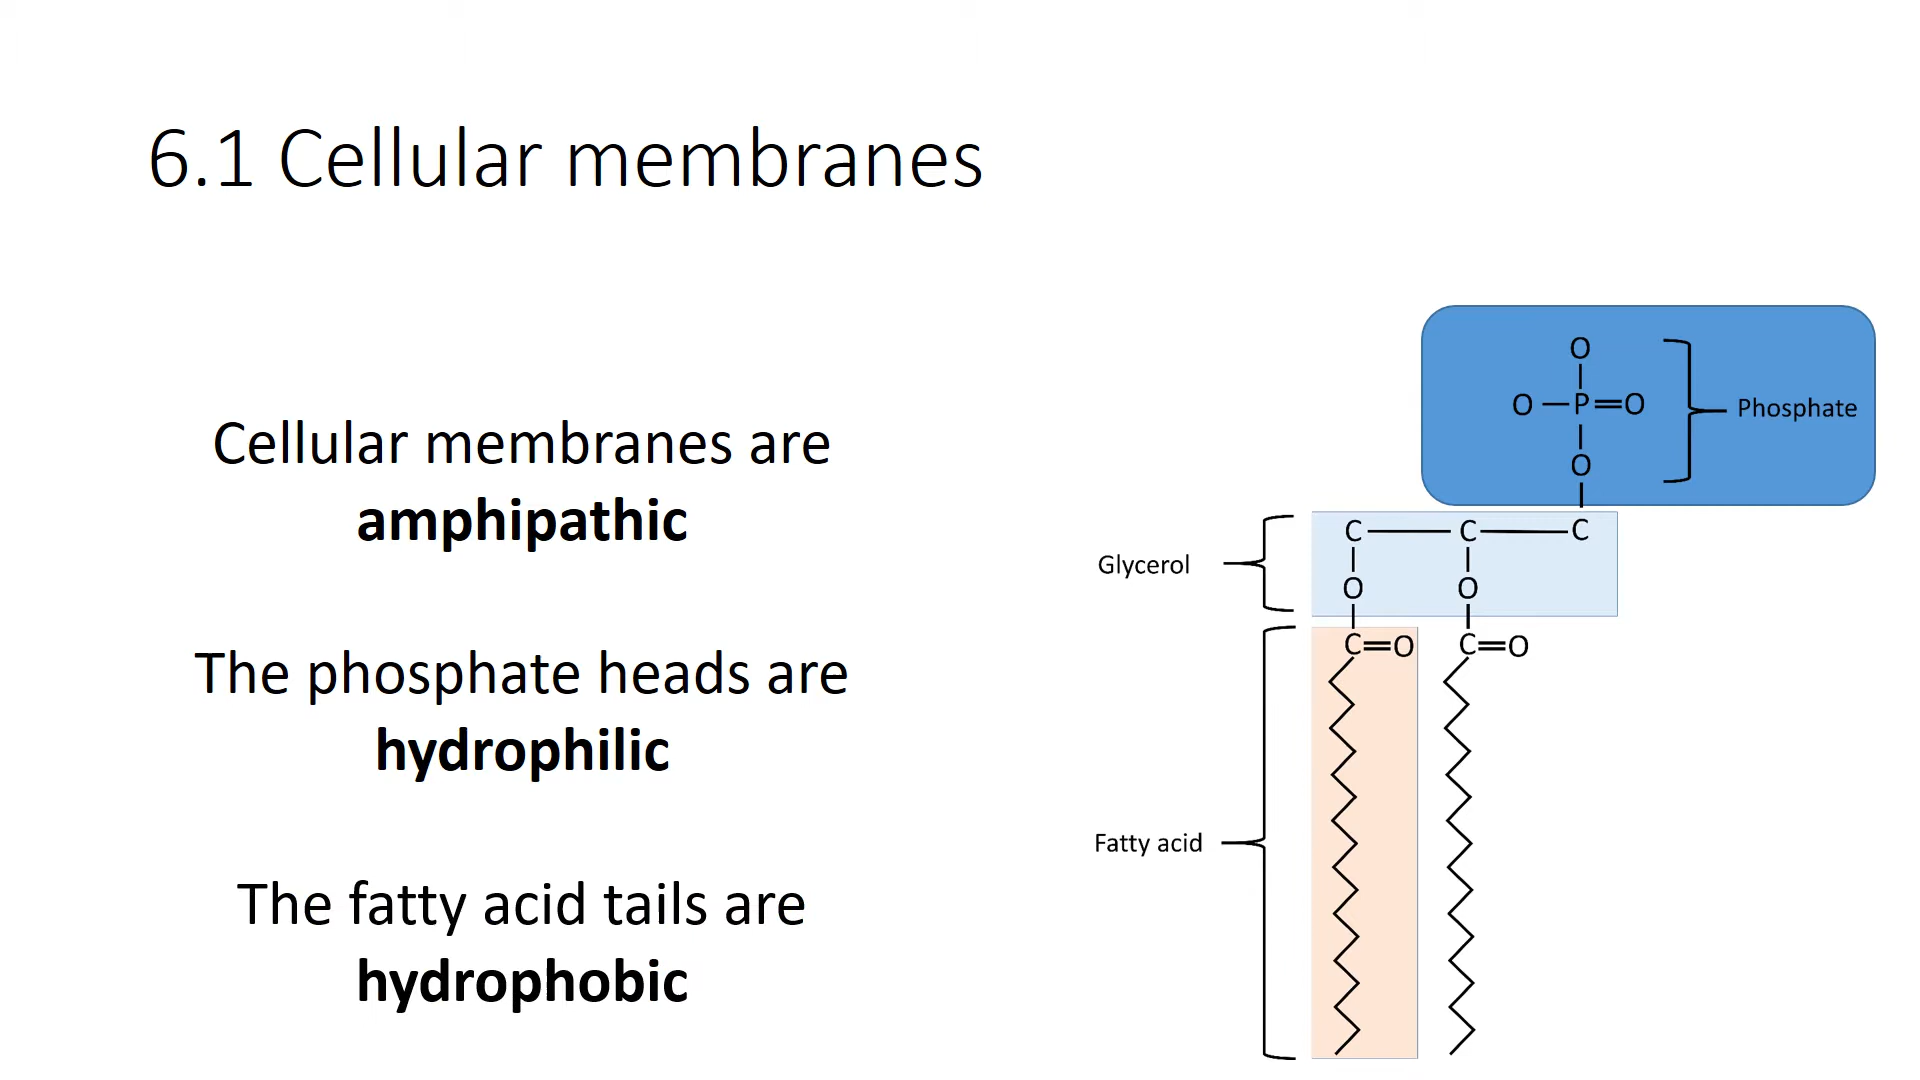 6.1 Cellular membranes
Cellular membranes are
amphipathic
The phosphate heads are
hydrophilic
The fatty acid tails are
hydrophobic
O
O P O
Phosphate
O
C C C
Glycerol
O O
C O C O
Fatty acid